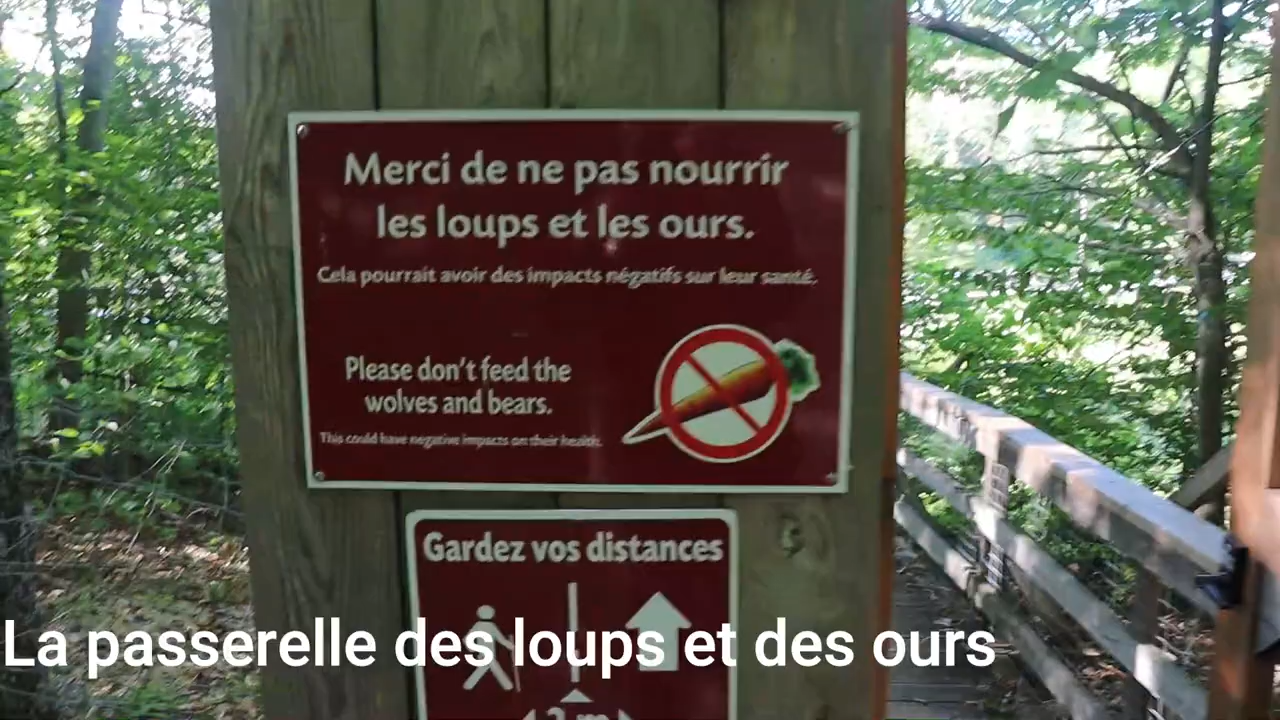 Merci de ne pas nourrir
les loups et les ours.
Cela pourrait avoir des impacts négatifs sur leur santé.
Please don't feed the
wolves and bears.
This could have negative impacts on their health.
Gardez vos distances
2 m
La passerelle des loups et des ours